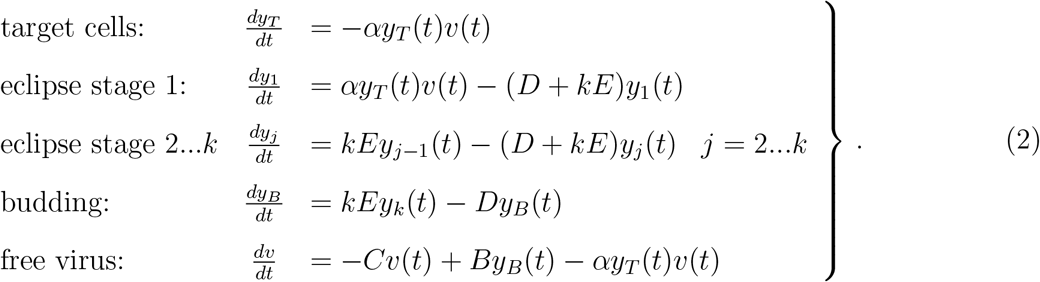 target cells: dy_T/dt = −αy_T(t)v(t)
eclipse stage 1: dy_1/dt = αy_T(t)v(t) − (D + kE)y_1(t)
eclipse stage 2...k dy_j/dt = kEy_{j−1}(t) − (D + kE)y_j(t) j = 2...k
budding: dy_B/dt = kEy_k(t) − Dy_B(t)
free virus: dv/dt = −Cv(t) + By_B(t) − αy_T(t)v(t)
} . (2)